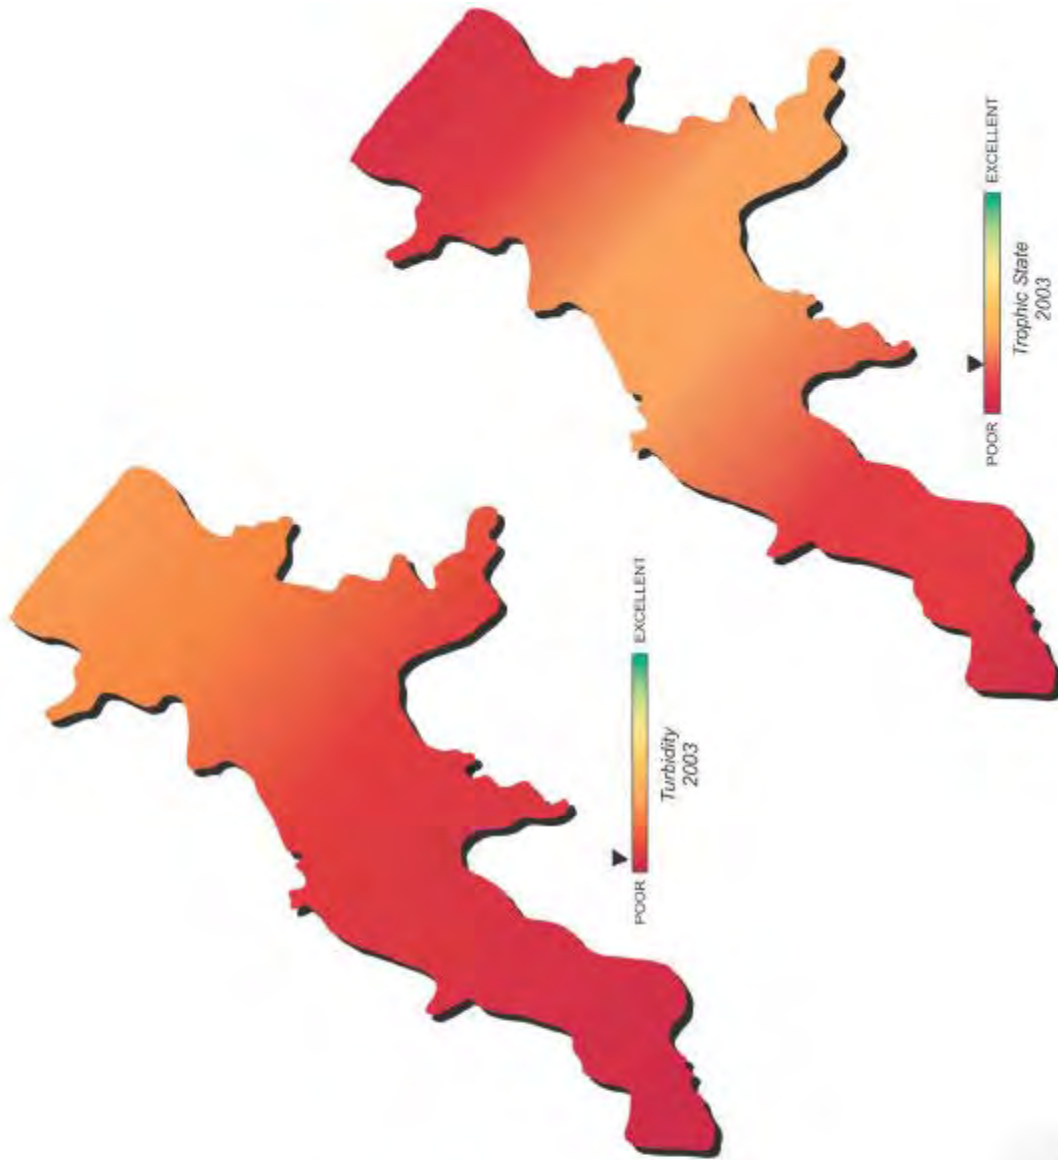 POOR
EXCELLENT
Turbidity
2003
POOR
EXCELLENT
Trophic State
2003